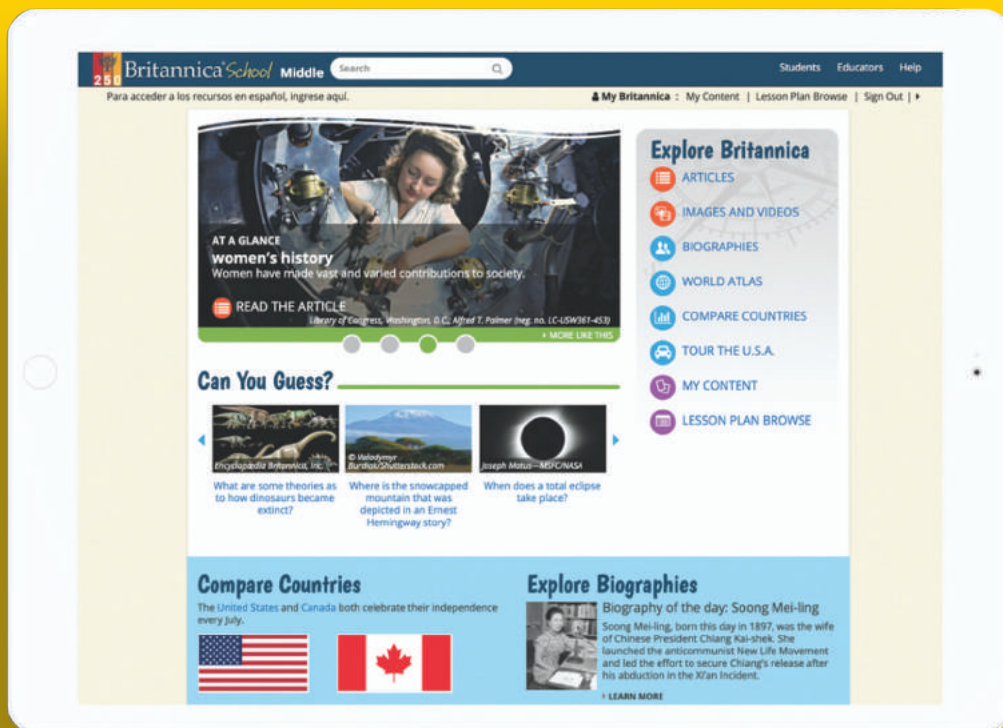 250 Britannica School Middle
Search
Students Educators Help
Para acceder a los recursos en español, ingrese aquí.
My Britannica : My Content | Lesson Plan Browse | Sign Out |
AT A GLANCE
women's history
Women have made vast and varied contributions to society.
READ THE ARTICLE
Library of Congress, Washington, D.C.; Alfred T. Palmer (neg. no. LC-USW361-453)
MORE LIKE THIS
Explore Britannica
ARTICLES
IMAGES AND VIDEOS
BIOGRAPHIES
WORLD ATLAS
COMPARE COUNTRIES
TOUR THE U.S.A.
MY CONTENT
LESSON PLAN BROWSE
Can You Guess?
Encyclopædia Britannica, Inc.
What are some theories as
to how dinosaurs became
extinct?
© Volodymyr
Burdiak/Shutterstock.com
Where is the snowcapped
mountain that was
depicted in an Ernest
Hemingway story?
Joseph Matus—MSFC/NASA
When does a total eclipse
take place?
Compare Countries
The United States and Canada both celebrate their independence
every July.
Explore Biographies
Biography of the day: Soong Mei-ling
Soong Mei-ling, born this day in 1897, was the wife
of Chinese President Chiang Kai-shek. She
launched the anticommunist New Life Movement
and led the effort to secure Chiang's release after
his abduction in the Xi'an Incident.
LEARN MORE